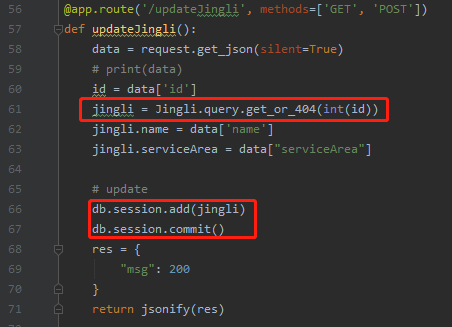 56 @app.route('/updateJingli', methods=['GET', 'POST'])
57 def updateJingli():
58     data = request.get_json(silent=True)
59     # print(data)
60     id = data['id']
61     jingli = Jingli.query.get_or_404(int(id))
62     jingli.name = data['name']
63     jingli.serviceArea = data["serviceArea"]
64
65     # update
66     db.session.add(jingli)
67     db.session.commit()
68     res = {
69         "msg": 200
70     }
71     return jsonify(res)